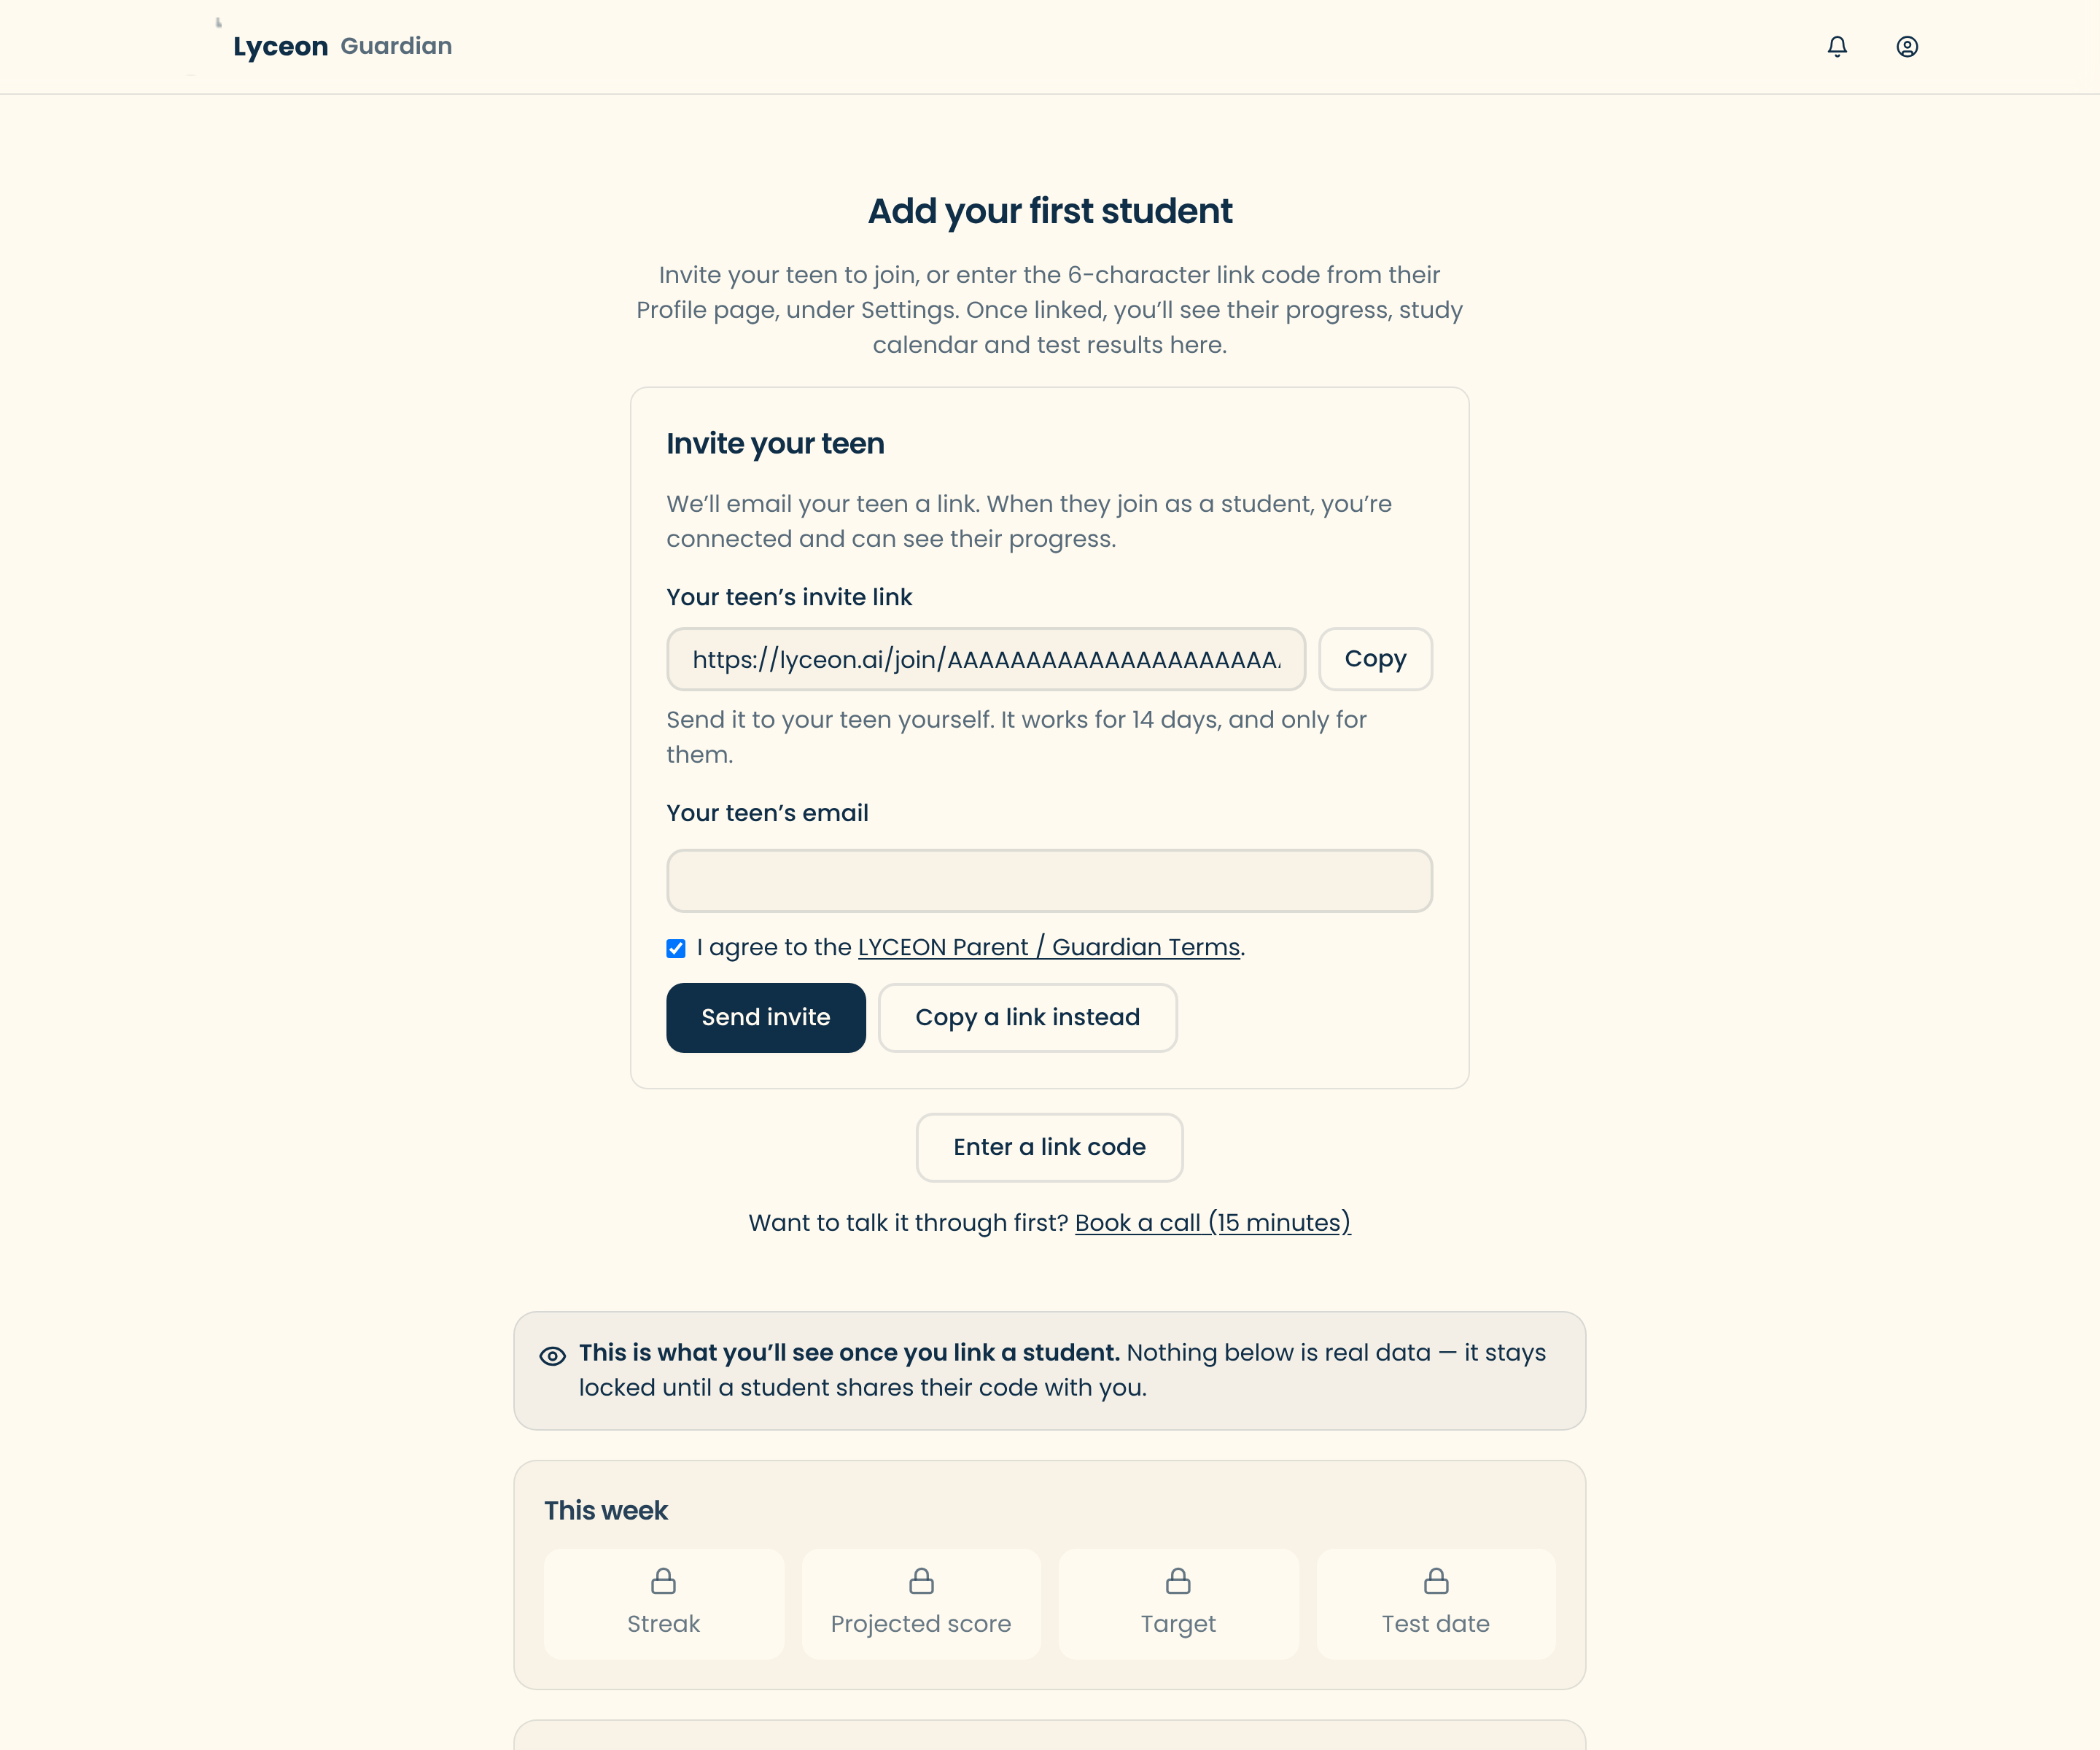 Lyceon Guardian
Add your first student
Invite your teen to join, or enter the 6-character link code from their
Profile page, under Settings. Once linked, you’ll see their progress, study
calendar and test results here.
Invite your teen
We’ll email your teen a link. When they join as a student, you’re
connected and can see their progress.
Your teen’s invite link
https://lyceon.ai/join/AAAAAAAAAAAAAAAAAAAAA
Copy
Send it to your teen yourself. It works for 14 days, and only for
them.
Your teen’s email
I agree to the LYCEON Parent / Guardian Terms.
Send invite
Copy a link instead
Enter a link code
Want to talk it through first? Book a call (15 minutes)
This is what you’ll see once you link a student. Nothing below is real data — it stays
locked until a student shares their code with you.
This week
Streak
Projected score
Target
Test date